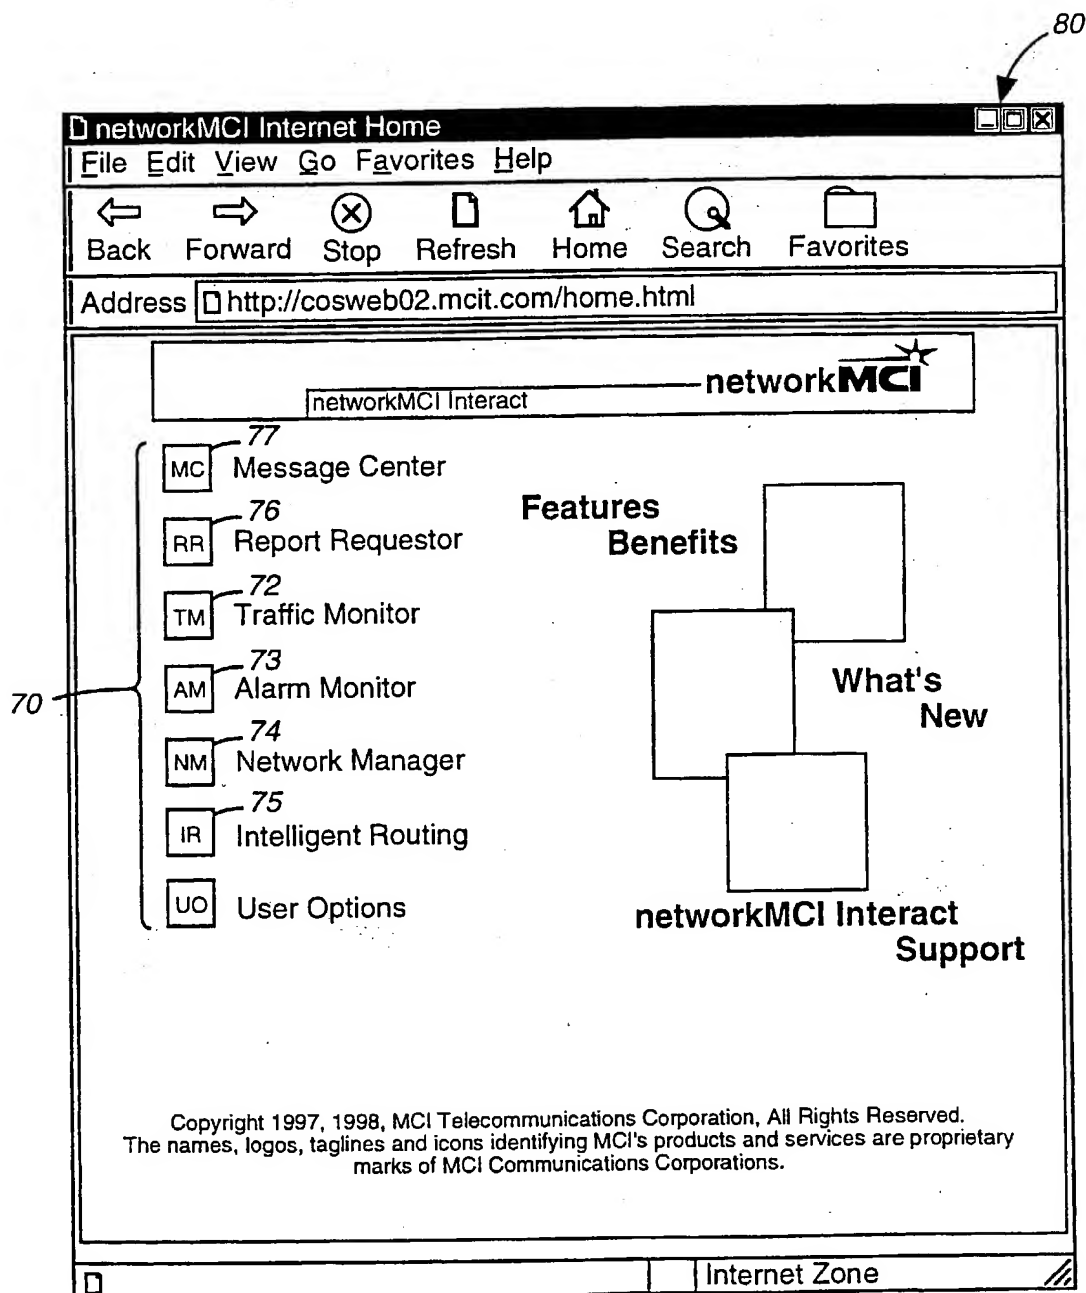 80
networkMCI Internet Home
File Edit View Go Favorites Help
Back Forward Stop Refresh Home Search Favorites
Address http://cosweb02.mcit.com/home.html
networkMCI
networkMCI Interact
77
MC Message Center
76
RR Report Requestor
72
TM Traffic Monitor
73
AM Alarm Monitor
74
NM Network Manager
75
IR Intelligent Routing
UO User Options
70
Features
Benefits
What's
New
networkMCI Interact
Support
Copyright 1997, 1998, MCI Telecommunications Corporation, All Rights Reserved.
The names, logos, taglines and icons identifying MCI's products and services are proprietary
marks of MCI Communications Corporations.
Internet Zone